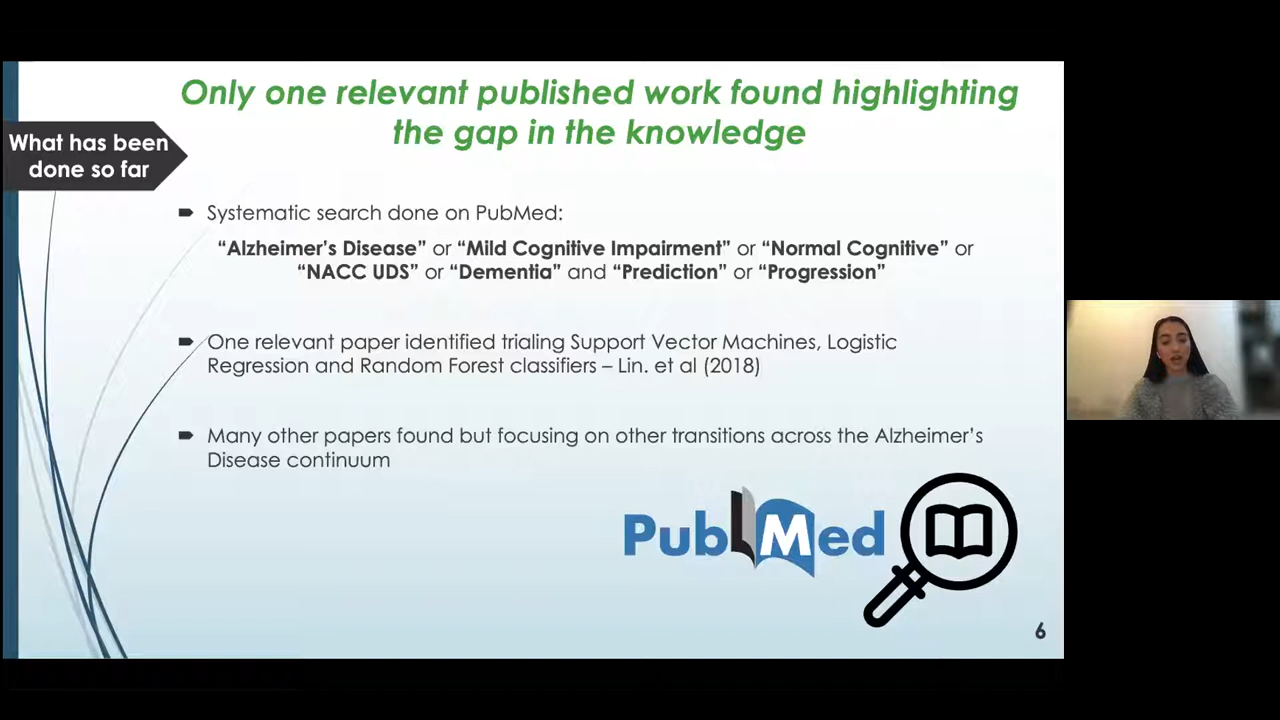 Only one relevant published work found highlighting
the gap in the knowledge
What has been
done so far
Systematic search done on PubMed:
“Alzheimer’s Disease” or “Mild Cognitive Impairment” or “Normal Cognitive” or
“NACC UDS” or “Dementia” and “Prediction” or “Progression”
One relevant paper identified trialing Support Vector Machines, Logistic
Regression and Random Forest classifiers – Lin. et al (2018)
Many other papers found but focusing on other transitions across the Alzheimer’s
Disease continuum
PubMed
6